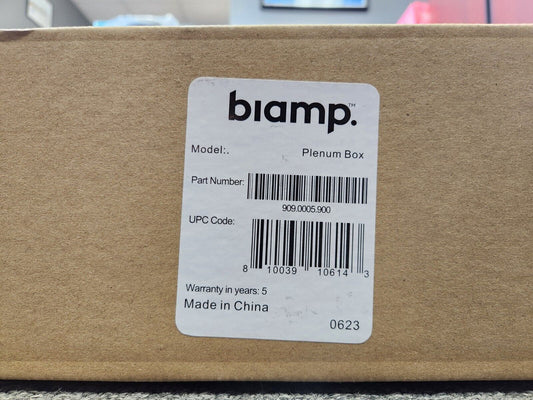 biamp.™
Model:. Plenum Box
Part Number:
909.0005.900
UPC Code:
8 10039 10614 3
Warranty in years: 5
Made in China
0623